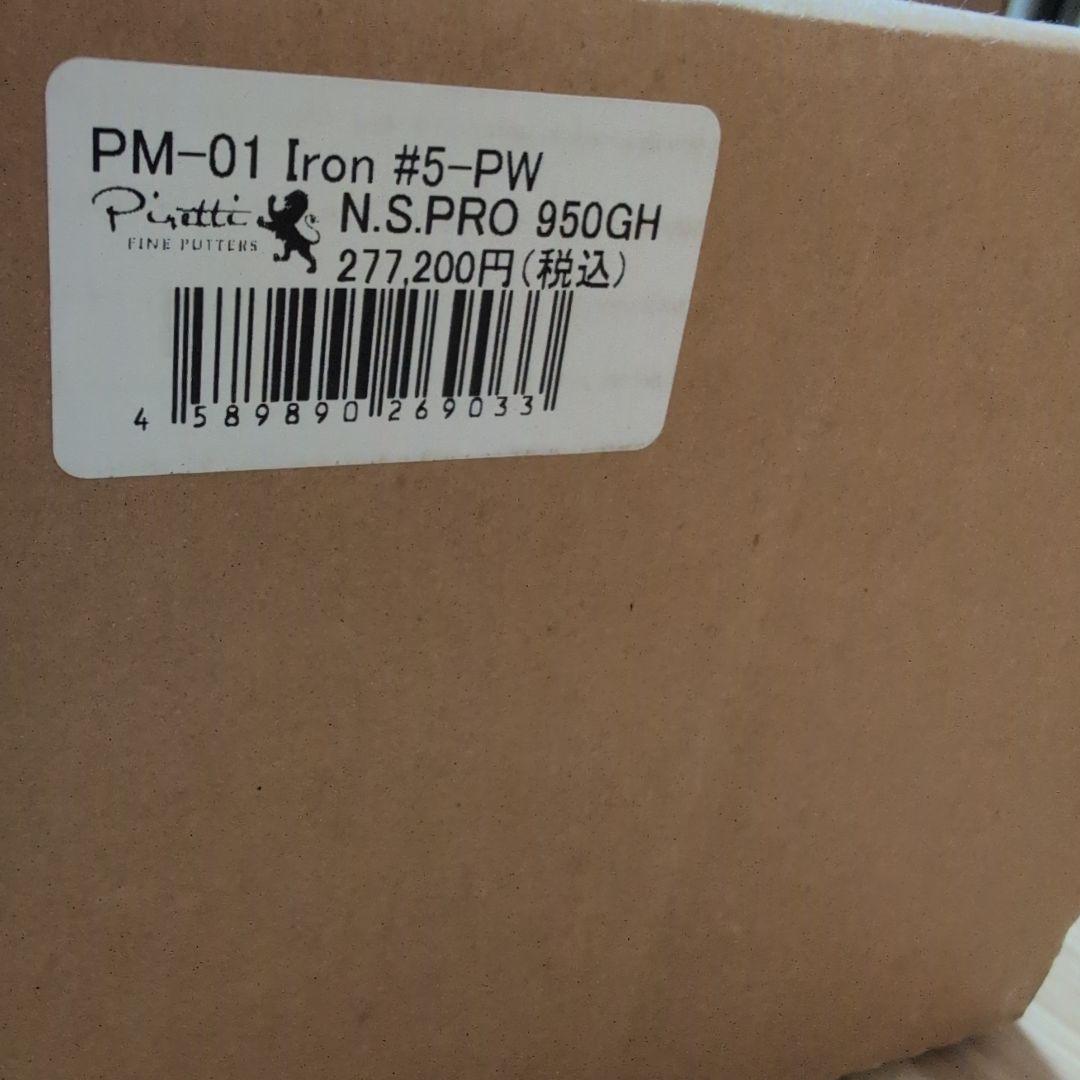 PM-01 Iron #5-PW
Piretti
FINE PUTTERS
N.S.PRO 950GH
277,200円(税込)
4 589890 269033